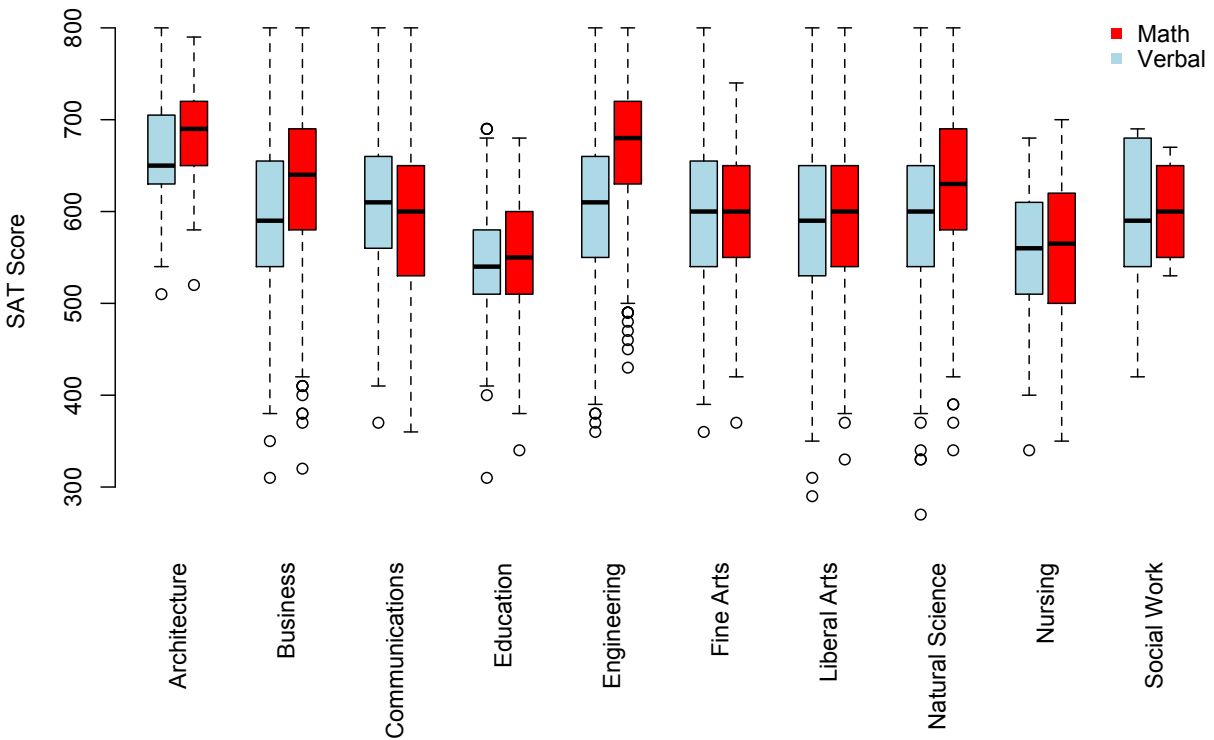 800
700
600
500
400
300
SAT Score
Math
Verbal
Architecture
Business
Communications
Education
Engineering
Fine Arts
Liberal Arts
Natural Science
Nursing
Social Work